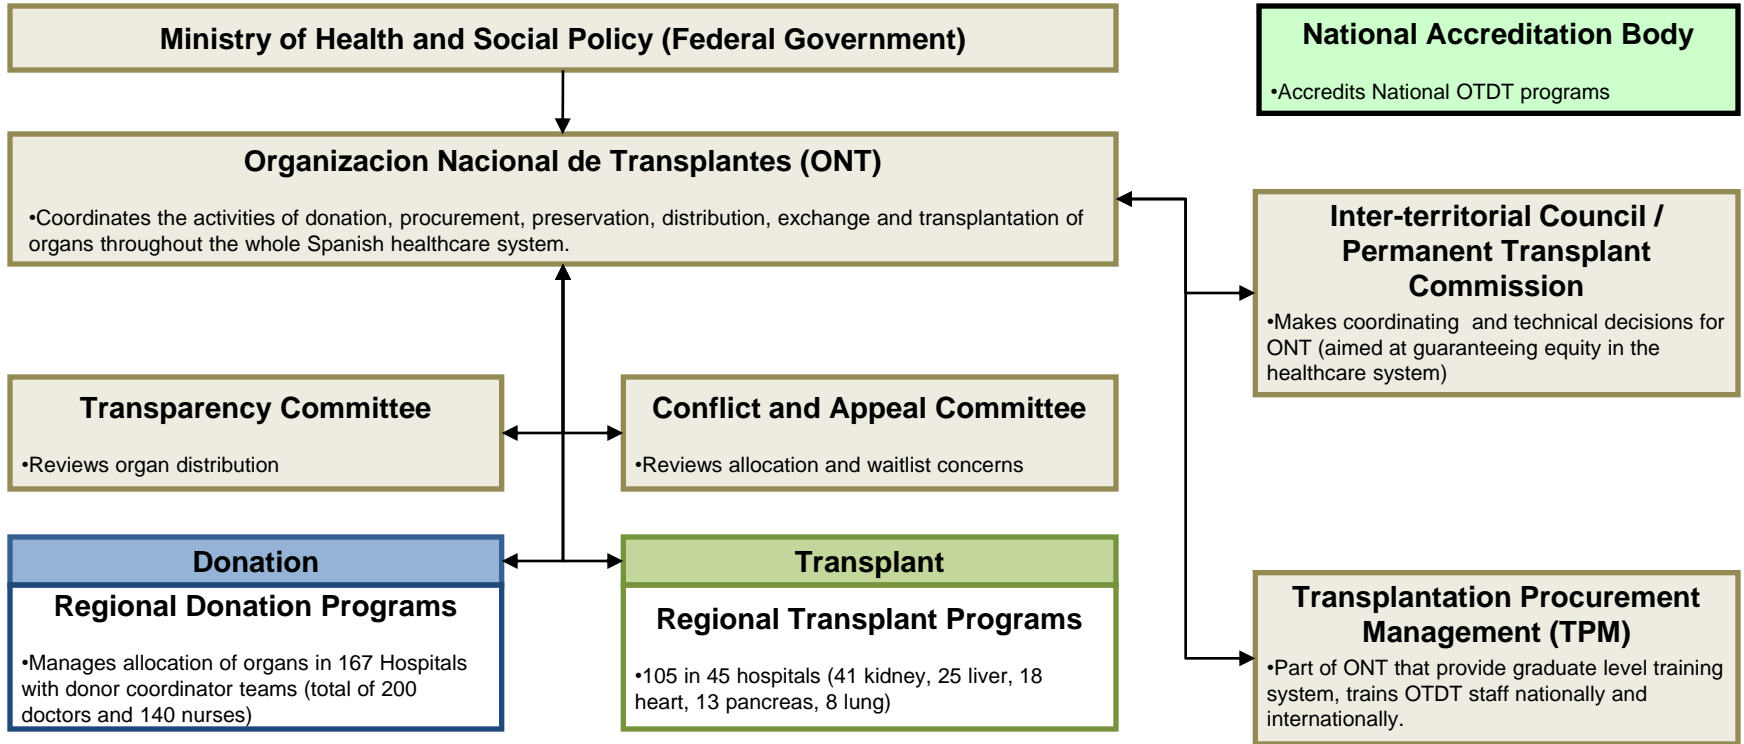 Ministry of Health and Social Policy (Federal Government)
National Accreditation Body
•Accredits National OTDT programs
Organizacion Nacional de Transplantes (ONT)
•Coordinates the activities of donation, procurement, preservation, distribution, exchange and transplantation of
organs throughout the whole Spanish healthcare system.
Inter-territorial Council /
Permanent Transplant
Commission
•Makes coordinating  and technical decisions for
ONT (aimed at guaranteeing equity in the
healthcare system)
Transparency Committee
•Reviews organ distribution
Conflict and Appeal Committee
•Reviews allocation and waitlist concerns
Donation
Regional Donation Programs
•Manages allocation of organs in 167 Hospitals
with donor coordinator teams (total of 200
doctors and 140 nurses)
Transplant
Regional Transplant Programs
•105 in 45 hospitals (41 kidney, 25 liver, 18
heart, 13 pancreas, 8 lung)
Transplantation Procurement
Management (TPM)
•Part of ONT that provide graduate level training
system, trains OTDT staff nationally and
internationally.